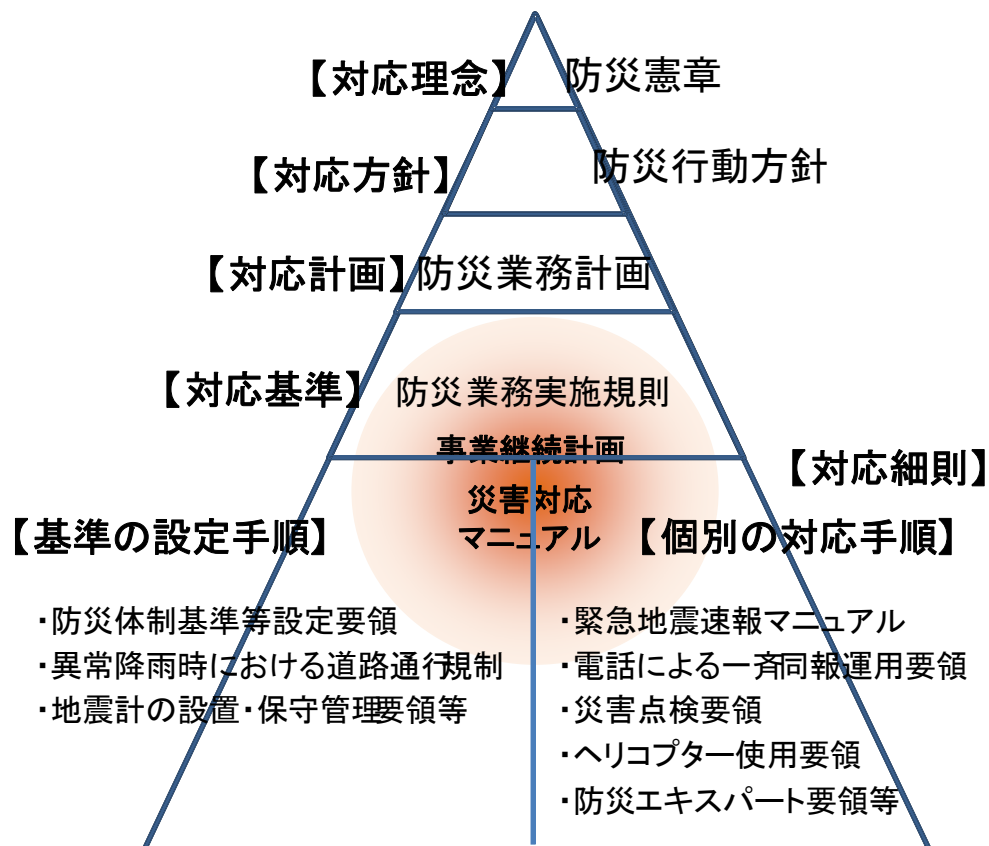 【対応理念】 防災憲章
【対応方針】 防災行動方針
【対応計画】 防災業務計画
【対応基準】 防災業務実施規則
事業継続計画
【対応細則】
災害対応
マニュアル
【基準の設定手順】
【個別の対応手順】
・防災体制基準等設定要領
・異常降雨時における道路通行規制
・地震計の設置・保守管理要領等
・緊急地震速報マニュアル
・電話による一斉同報運用要領
・災害点検要領
・ヘリコプター使用要領
・防災エキスパート要領等